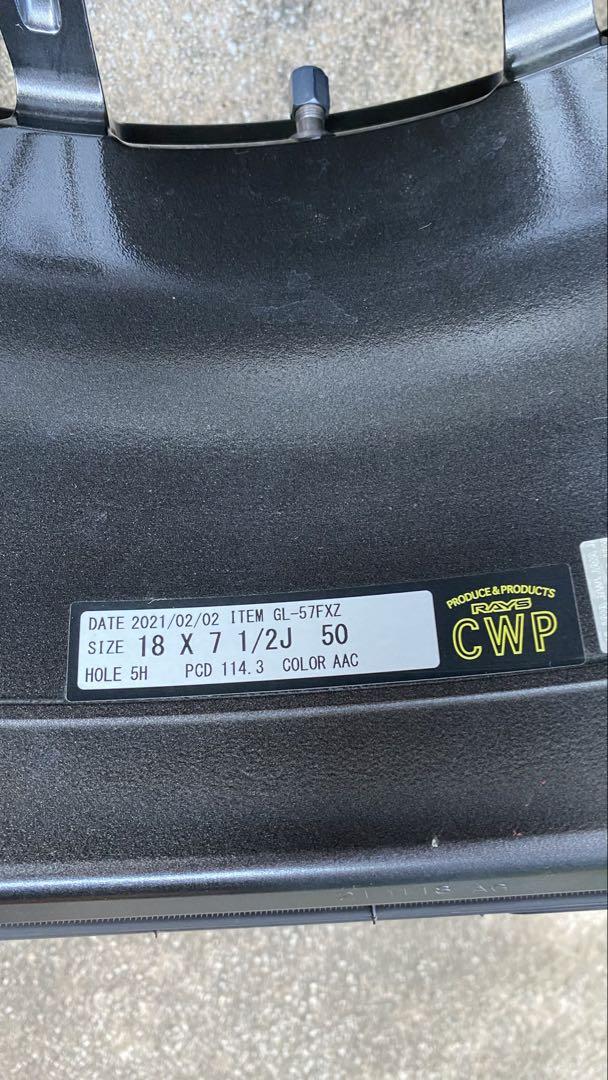 DATE 2021/02/02 ITEM GL-57FXZ
SIZE 18 X 7 1/2J 50
HOLE 5H PCD 114.3 COLOR AAC
PRODUCE & PRODUCTS
RAYS
CWP